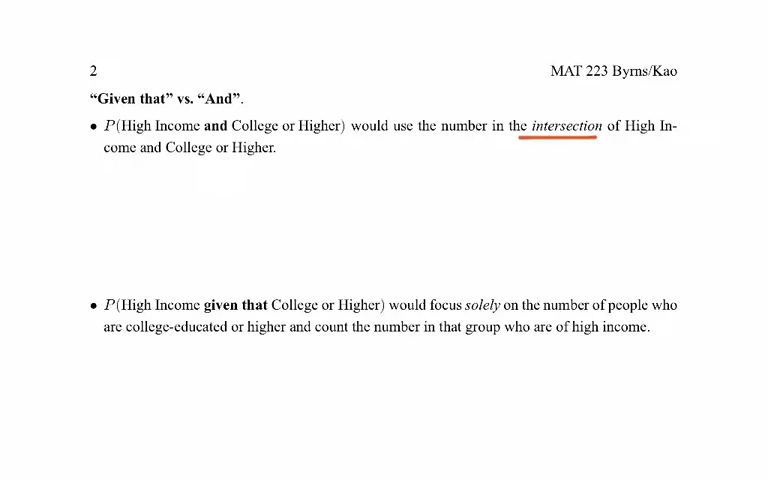 2 MAT 223 Byrns/Kao
“Given that” vs. “And”.
• P(High Income and College or Higher) would use the number in the intersection of High In-
come and College or Higher.
• P(High Income given that College or Higher) would focus solely on the number of people who
are college-educated or higher and count the number in that group who are of high income.